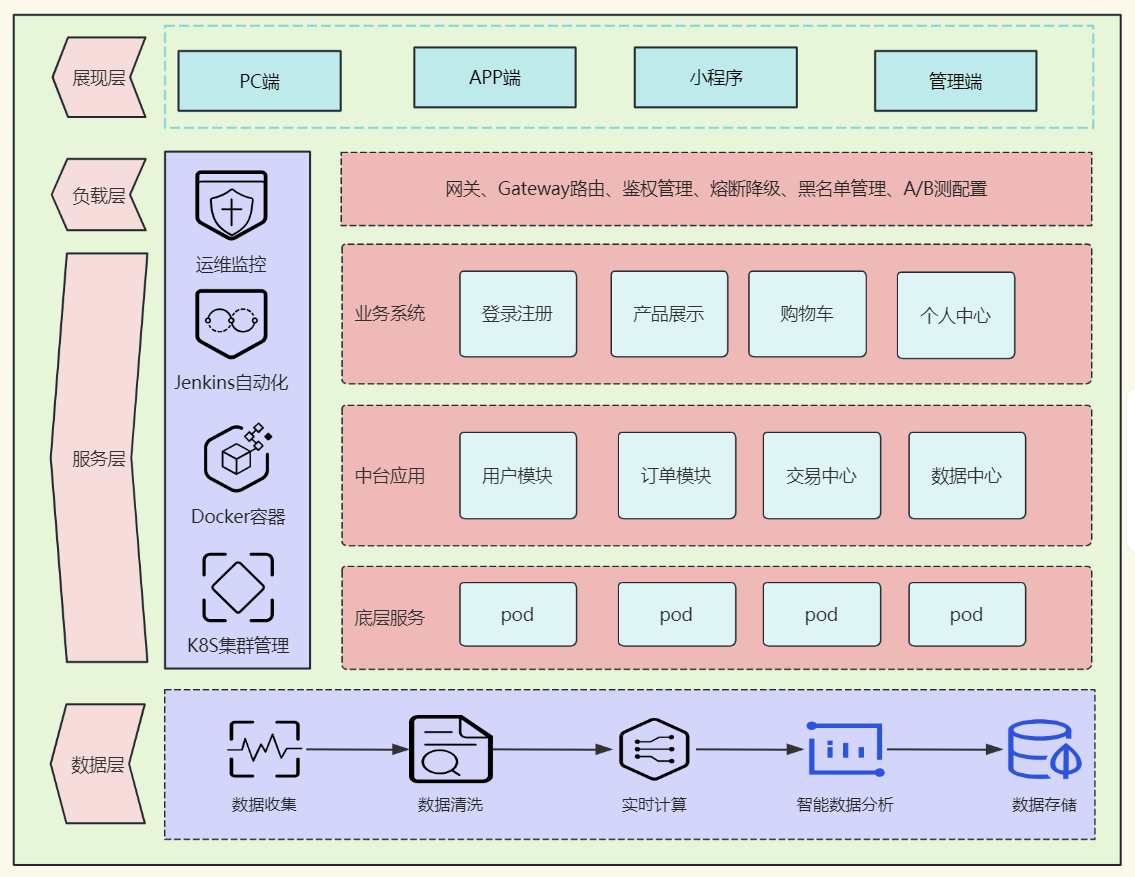 展现层
PC端
APP端
小程序
管理端
负载层
网关、Gateway路由、鉴权管理、熔断降级、黑名单管理、A/B测配置
运维监控
Jenkins自动化
Docker容器
K8S集群管理
服务层
业务系统
登录注册
产品展示
购物车
个人中心
中台应用
用户模块
订单模块
交易中心
数据中心
底层服务
pod
pod
pod
pod
数据层
数据收集
数据清洗
实时计算
智能数据分析
数据存储